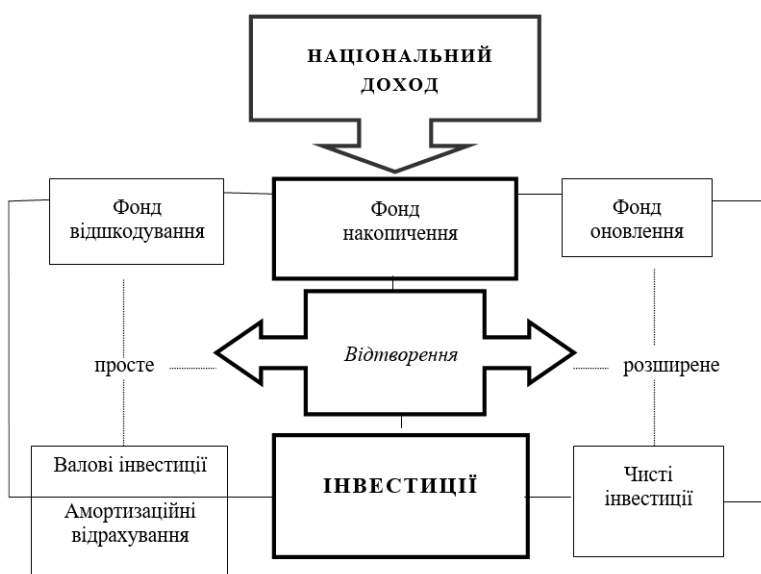 НАЦІОНАЛЬНИЙ
ДОХОД
Фонд
відшкодування
Фонд
накопичення
Фонд
оновлення
просте
Відтворення
розширене
Валові інвестиції
Амортизаційні
відрахування
ІНВЕСТИЦІЇ
Чисті
інвестиції